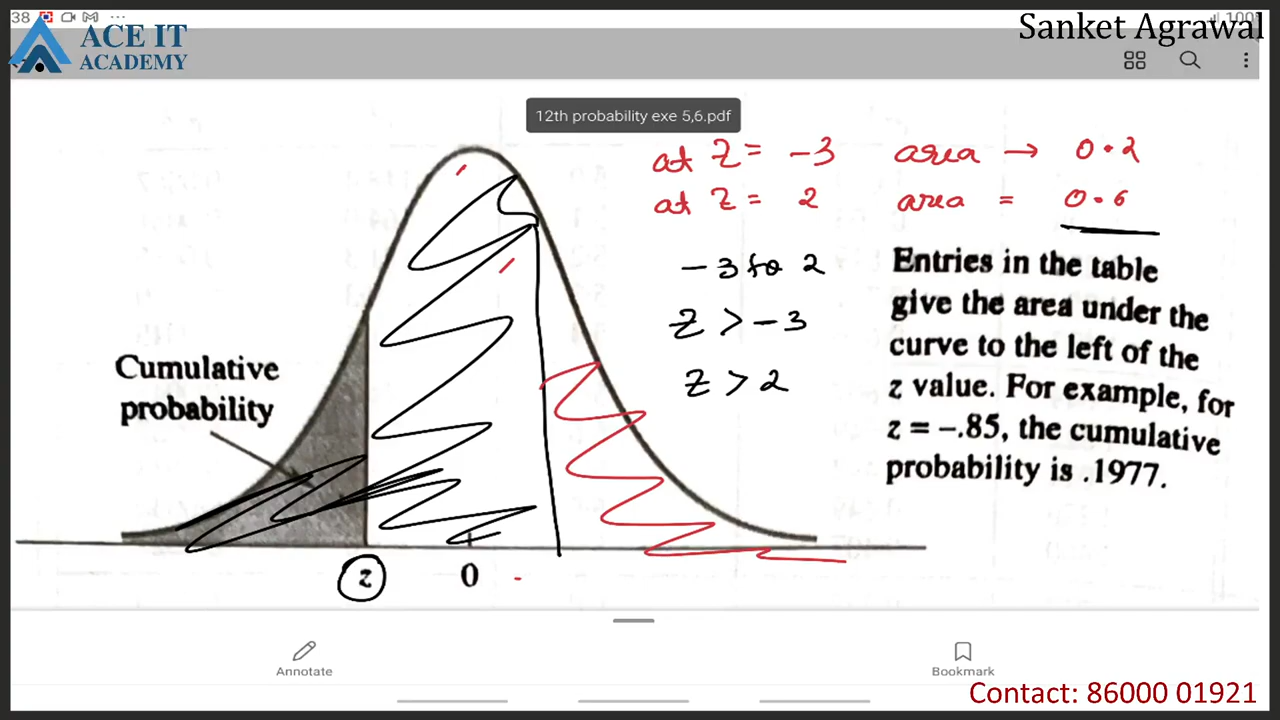 38
100
Sanket Agrawal
ACE IT
ACADEMY
12th probability exe 5,6.pdf
at z = -3 area → 0.2
at z = 2 area = 0.6
-3 to 2
z > -3
z > 2
Entries in the table
give the area under the
curve to the left of the
z value. For example, for
z = -.85, the cumulative
probability is .1977.
Cumulative
probability
z 0
Annotate
Bookmark
Contact: 86000 01921